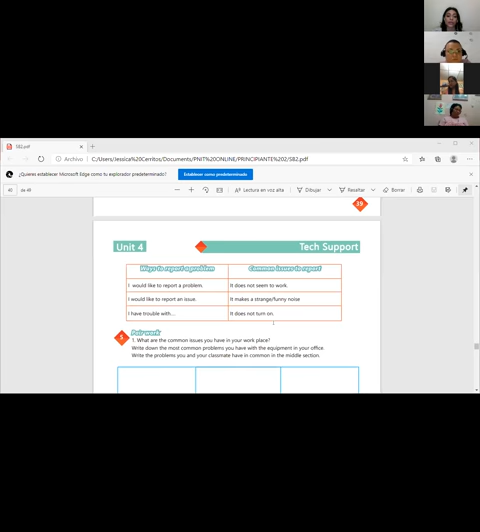 SB2.pdf
Archivo C:/Users/Jessica%20Cerritos/Documents/PNIT%20ONLINE/PRINCIPIANTE%202/SB2.pdf
¿Quieres establecer Microsoft Edge como tu explorador predeterminado? Establecer como predeterminado
40 de 49 Lectura en voz alta Dibujar Resaltar Borrar
39
Unit 4 Tech Support
Ways to report a problem Common issues to report
I would like to report a problem. It does not seem to work.
I would like to report an issue. It makes a strange/funny noise
I have trouble with.... It does not turn on.
5 Pair work
1. What are the common issues you have in your work place?
Write down the most common problems you have with the equipment in your office.
Write the problems you and your classmate have in common in the middle section.